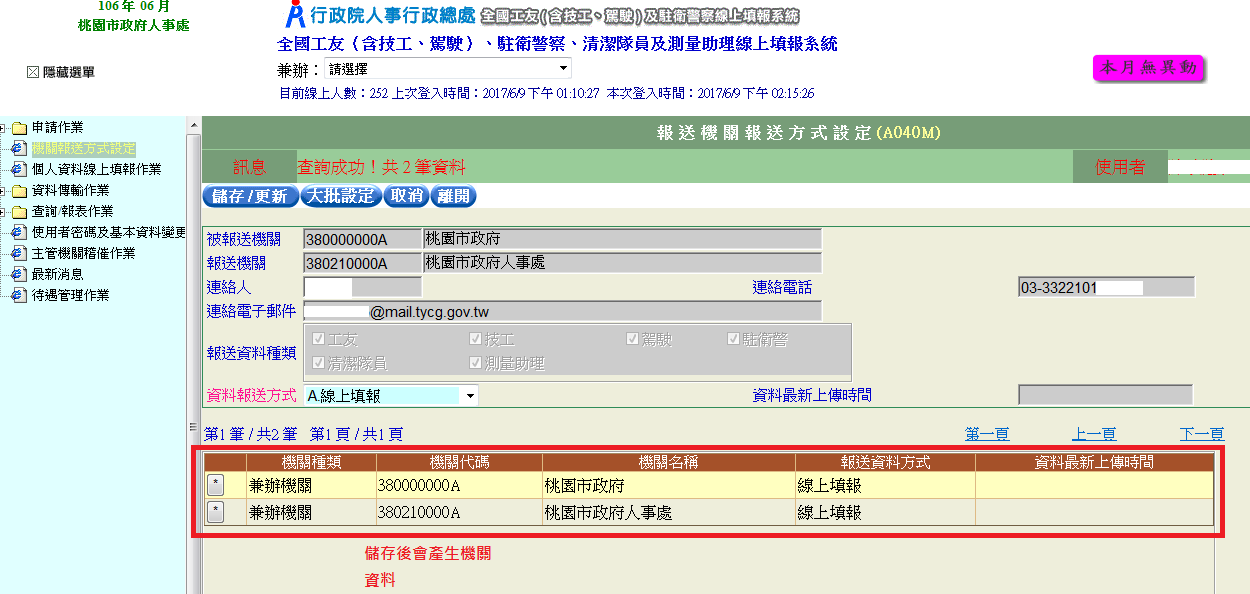 106 年 06 月
桃園市政府人事處
行政院人事行政總處 全國工友(含技工、駕駛)及駐衛警察線上填報系統
全國工友（含技工、駕駛）、駐衛警察、清潔隊員及測量助理線上填報系統
隱藏選單
兼辦： 請選擇
本月無異動
目前線上人數：252 上次登入時間：2017/6/9 下午 01:10:27 本次登入時間：2017/6/9 下午 02:15:26
申請作業
機關報送方式設定
個人資料線上填報作業
資料傳輸作業
查詢/報表作業
使用者密碼及基本資料變更
主管機關稽催作業
最新消息
待遇管理作業
報送機關報送方式設定(A040M)
訊息 查詢成功！共 2 筆資料 使用者
儲存/更新 大批設定 取消 離開
被報送機關 380000000A 桃園市政府
報送機關 380210000A 桃園市政府人事處
連絡人 連絡電話 03-3322101
連絡電子郵件 @mail.tycg.gov.tw
報送資料種類 工友 技工 駕駛 駐衛警
清潔隊員 測量助理
資料報送方式 A.線上填報 資料最新上傳時間
第1 筆 / 共2 筆 第1 頁 / 共1 頁 第一頁 上一頁 下一頁
機關種類 機關代碼 機關名稱 報送資料方式 資料最新上傳時間
* 兼辦機關 380000000A 桃園市政府 線上填報
* 兼辦機關 380210000A 桃園市政府人事處 線上填報
儲存後會產生機關
資料